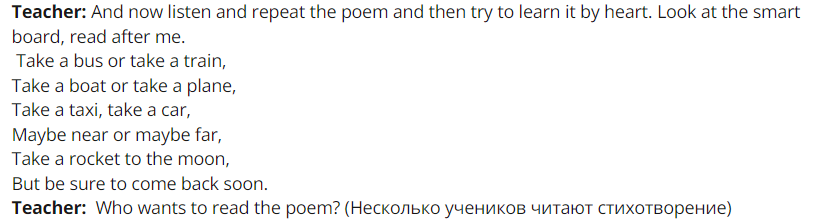 Teacher: And now listen and repeat the poem and then try to learn it by heart. Look at the smart
board, read after me.
Take a bus or take a train,
Take a boat or take a plane,
Take a taxi, take a car,
Maybe near or maybe far,
Take a rocket to the moon,
But be sure to come back soon.
Teacher: Who wants to read the poem? (Несколько учеников читают стихотворение)